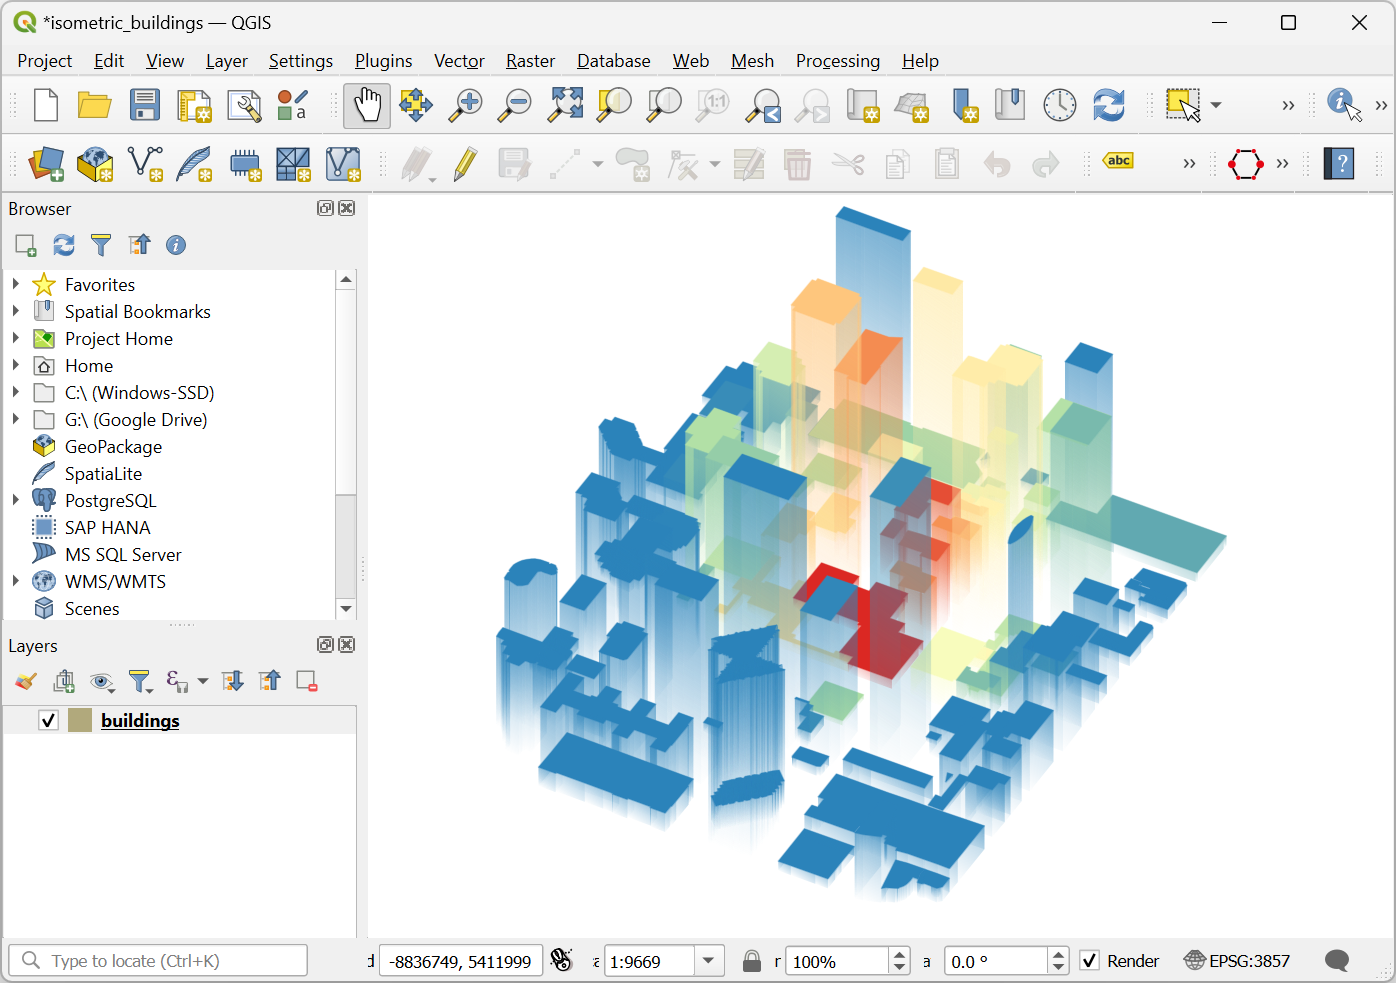 *isometric_buildings — QGIS
Project Edit View Layer Settings Plugins Vector Raster Database Web Mesh Processing Help
a 1:1
i
abc ?
Browser
i
Favorites
Spatial Bookmarks
Project Home
Home
C:\ (Windows-SSD)
G:\ (Google Drive)
GeoPackage
SpatiaLite
PostgreSQL
SAP HANA
MS SQL Server
WMS/WMTS
Scenes
Layers
ε
buildings
Type to locate (Ctrl+K) d -8836749, 5411999 1:9669 r 100% a 0.0 ° Render EPSG:3857